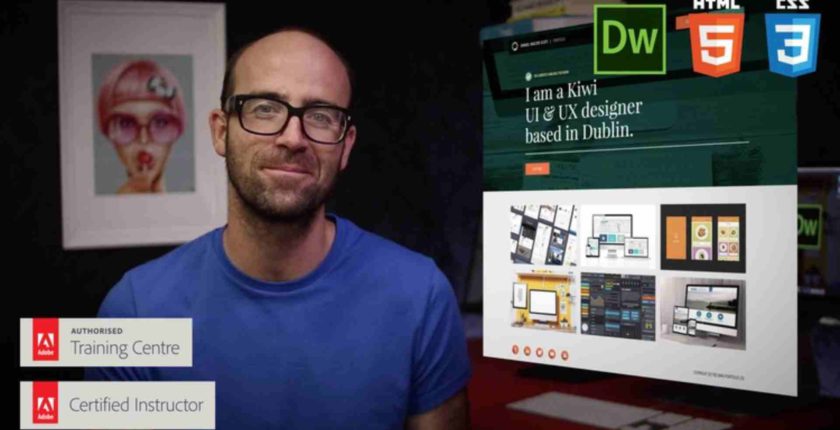 HTML CSS
Dw 5 3
I am a Kiwi
UI & UX designer
based in Dublin.
Dw
AUTHORISED
Training Centre
Adobe
Certified Instructor
Adobe